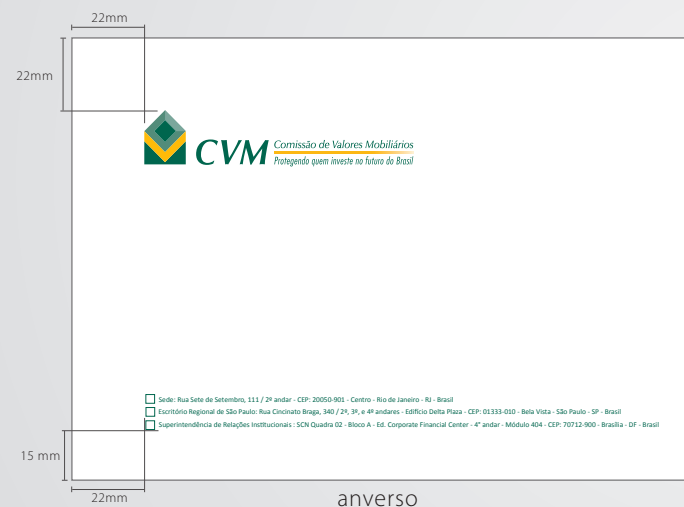 22mm
22mm
CVM Comissão de Valores Mobiliários
Protegendo quem investe no futuro do Brasil
Sede: Rua Sete de Setembro, 111 / 2º andar - CEP: 20050-901 - Centro - Rio de Janeiro - RJ - Brasil
Escritório Regional de São Paulo: Rua Cincinato Braga, 340 / 2º, 3º, e 4º andares - Edifício Delta Plaza - CEP: 01333-010 - Bela Vista - São Paulo - SP - Brasil
Superintendência de Relações Institucionais : SCN Quadra 02 - Bloco A - Ed. Corporate Financial Center - 4° andar - Módulo 404 - CEP: 70712-900 - Brasília - DF - Brasil
15 mm
22mm
anverso